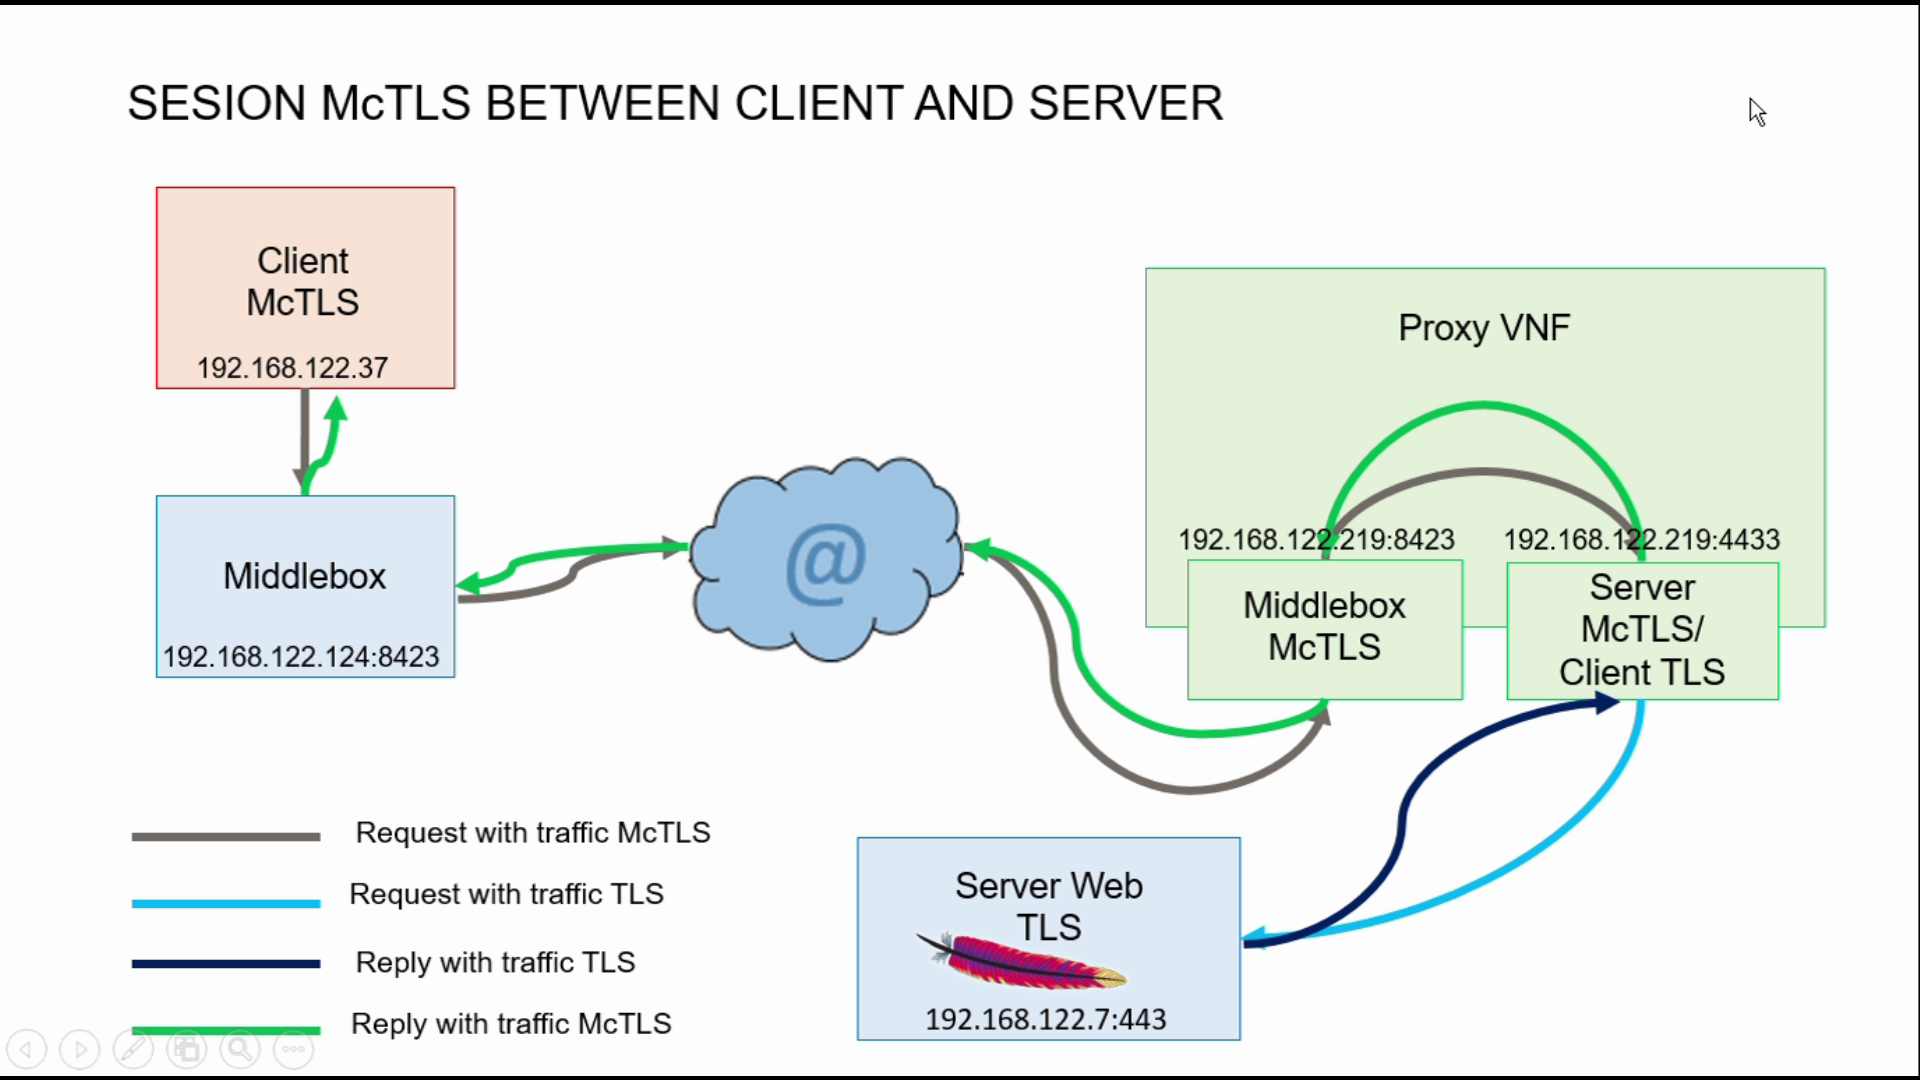 SESION McTLS BETWEEN CLIENT AND SERVER
Client
McTLS
192.168.122.37
Middlebox
192.168.122.124:8423
@
Proxy VNF
192.168.122.219:8423
192.168.122.219:4433
Middlebox
McTLS
Server
McTLS/
Client TLS
Request with traffic McTLS
Request with traffic TLS
Reply with traffic TLS
Reply with traffic McTLS
Server Web
TLS
192.168.122.7:443